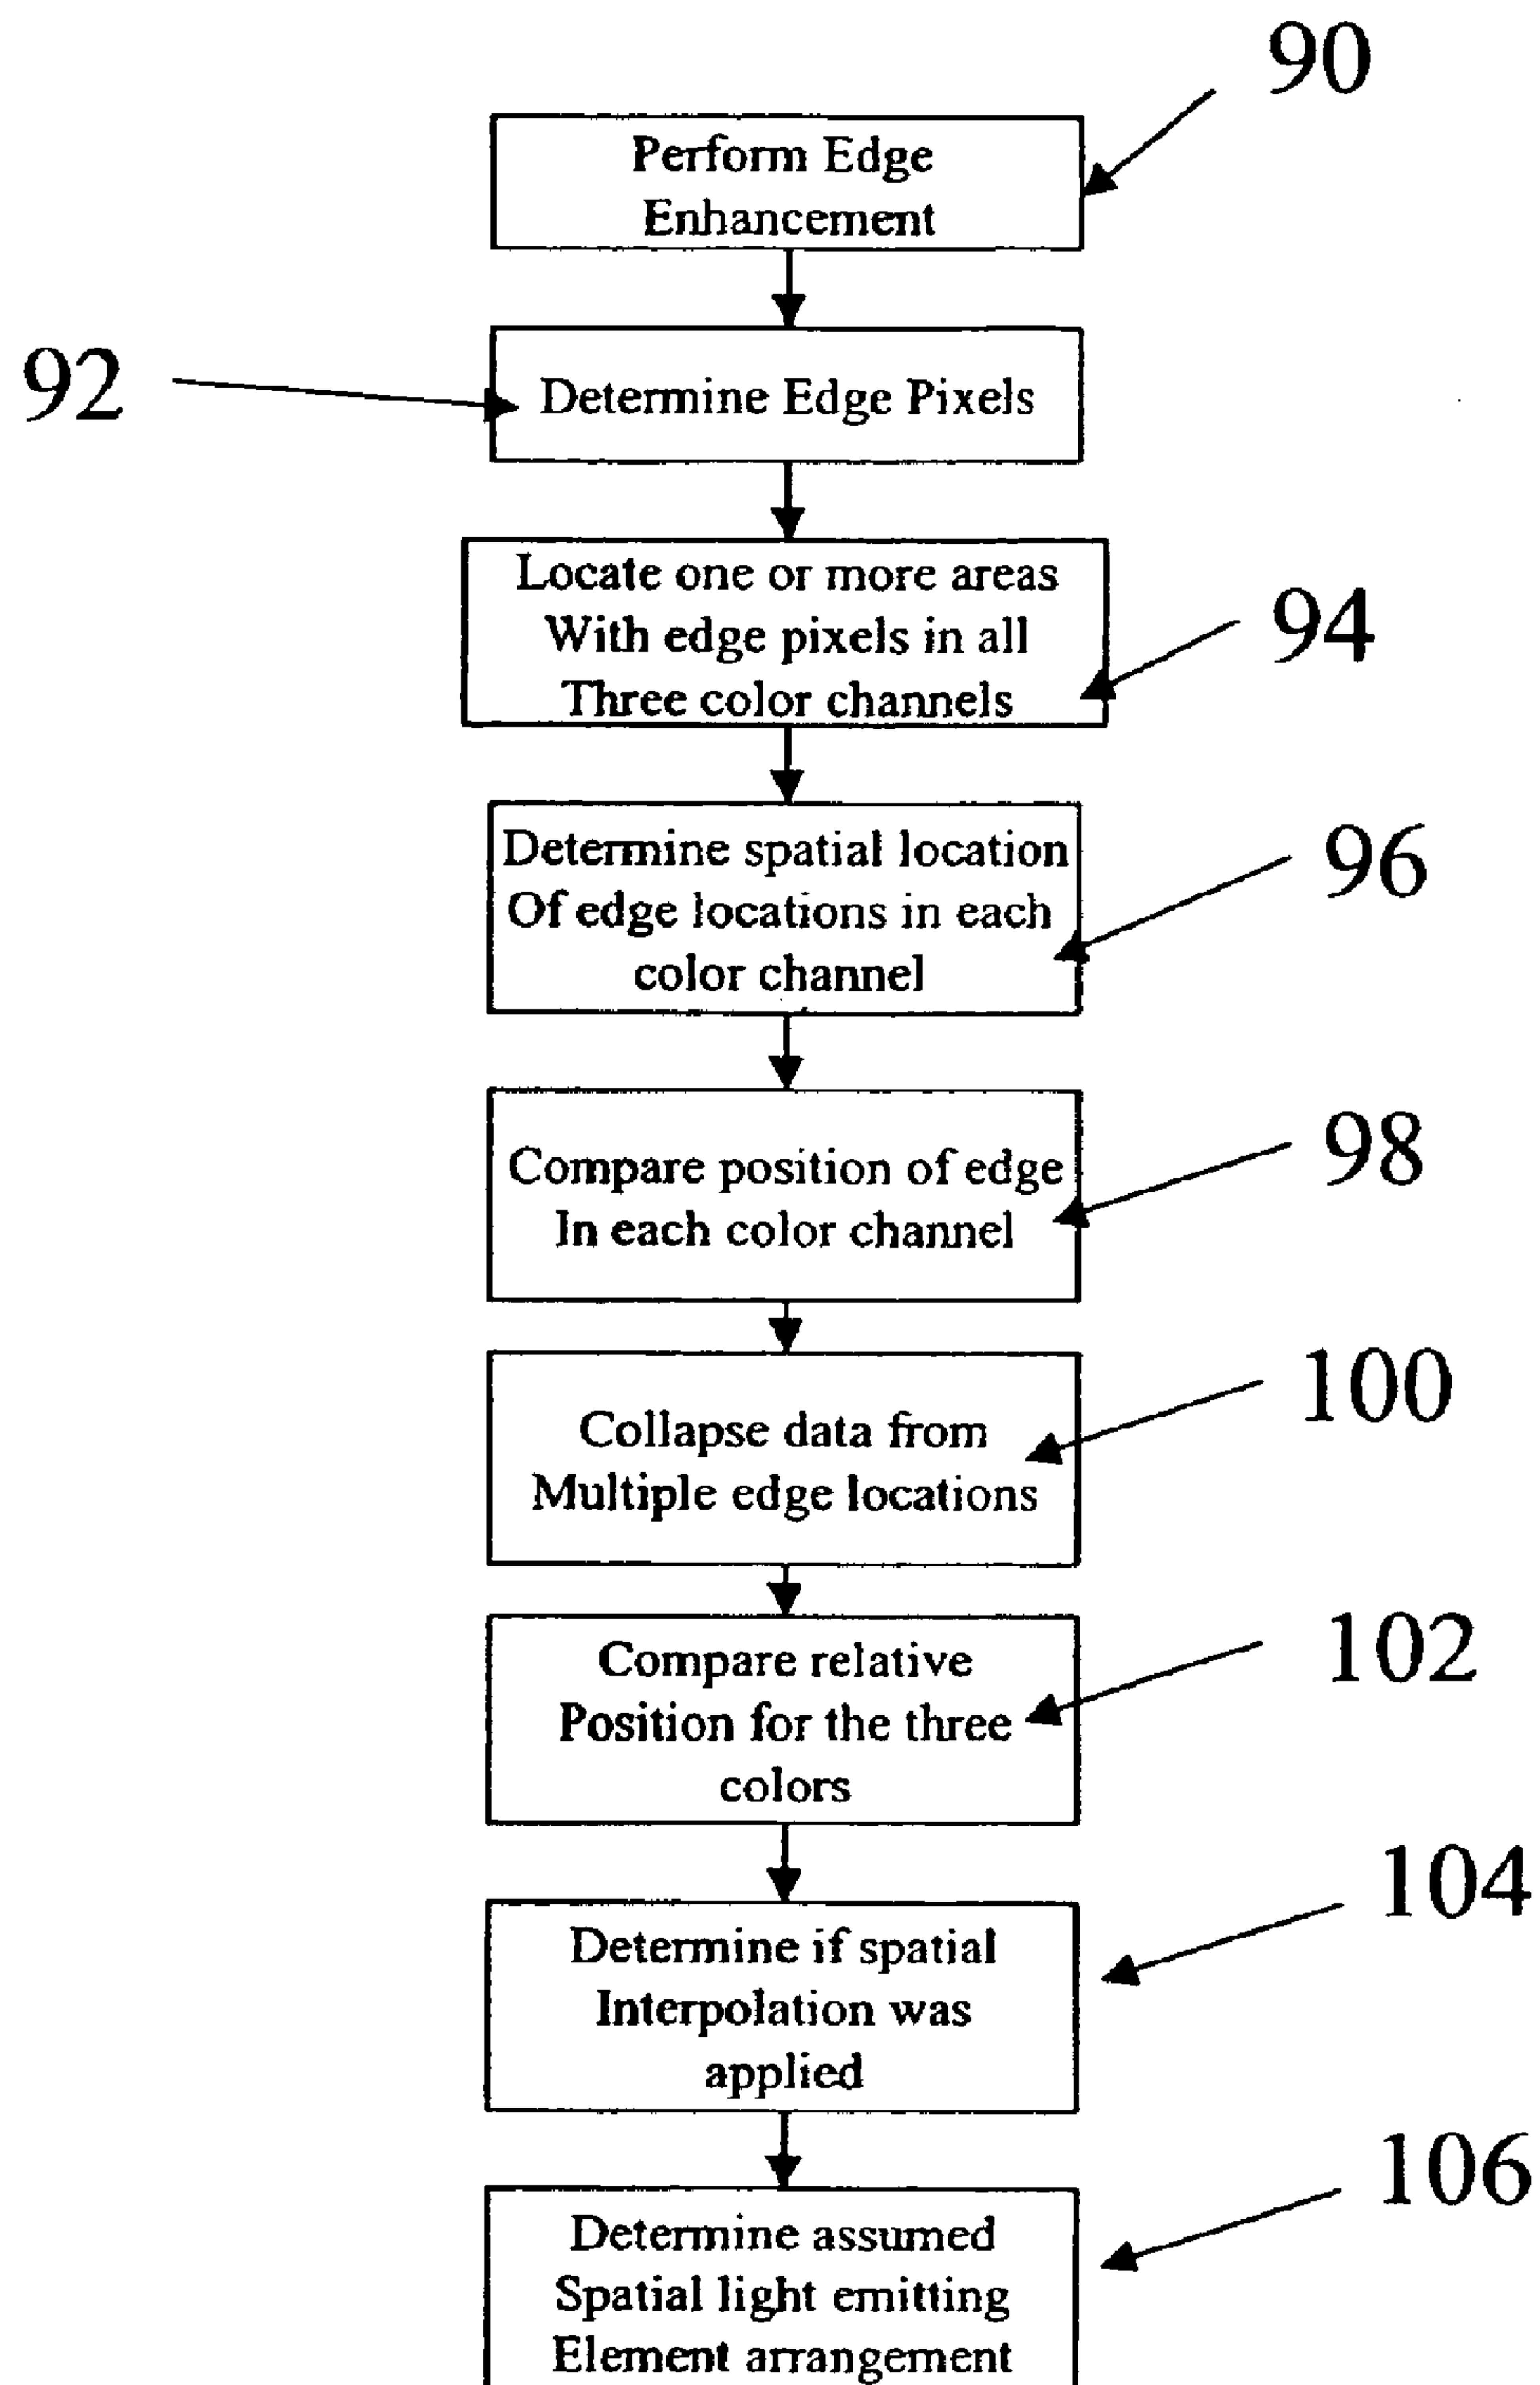 90
Perform Edge
Enhancement
92
Determine Edge Pixels
Locate one or more areas
With edge pixels in all
Three color channels
94
Determine spatial location
Of edge locations in each
color channel
96
Compare position of edge
In each color channel
98
Collapse data from
Multiple edge locations
100
Compare relative
Position for the three
colors
102
Determine if spatial
Interpolation was
applied
104
Determine assumed
Spatial light emitting
Element arrangement
106